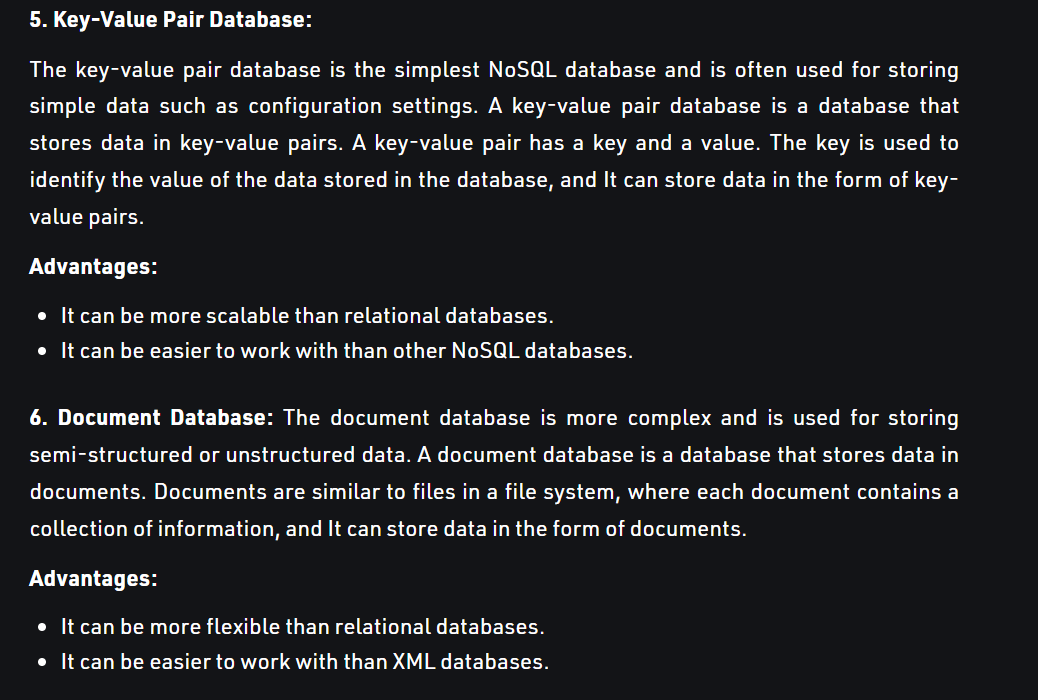 5. Key-Value Pair Database:
The key-value pair database is the simplest NoSQL database and is often used for storing
simple data such as configuration settings. A key-value pair database is a database that
stores data in key-value pairs. A key-value pair has a key and a value. The key is used to
identify the value of the data stored in the database, and It can store data in the form of key-
value pairs.
Advantages:
• It can be more scalable than relational databases.
• It can be easier to work with than other NoSQL databases.
6. Document Database: The document database is more complex and is used for storing
semi-structured or unstructured data. A document database is a database that stores data in
documents. Documents are similar to files in a file system, where each document contains a
collection of information, and It can store data in the form of documents.
Advantages:
• It can be more flexible than relational databases.
• It can be easier to work with than XML databases.